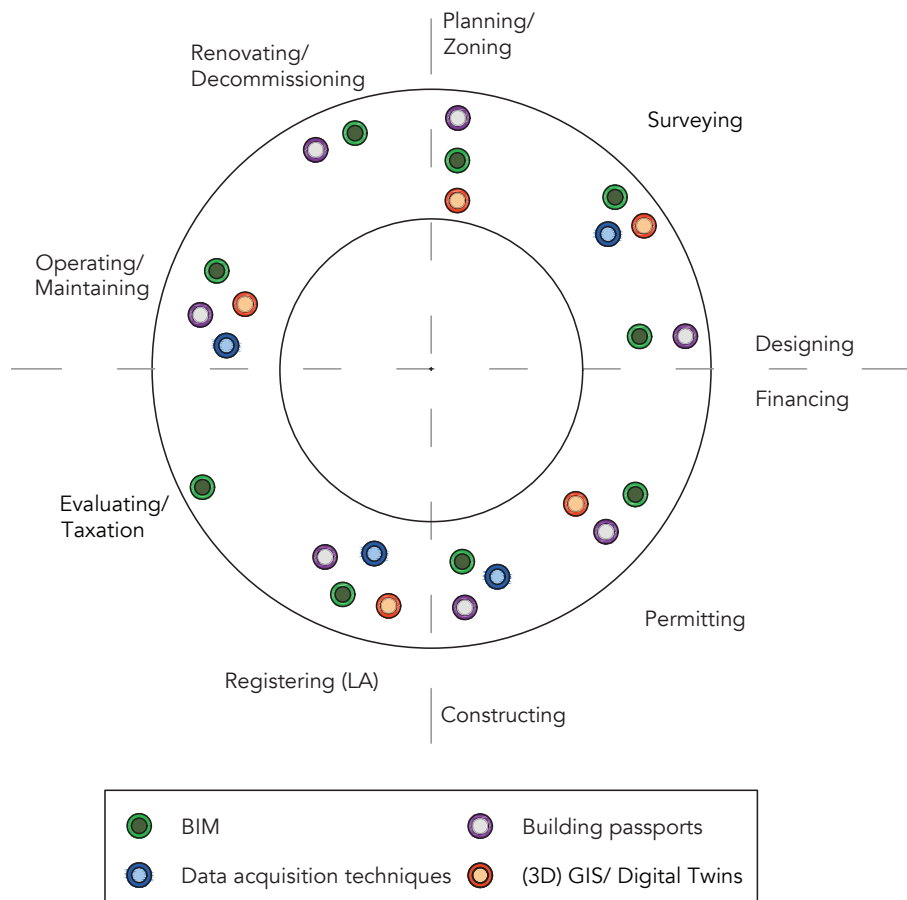 Planning/
Zoning
Renovating/
Decommissioning
Surveying
Operating/
Maintaining
Designing
Financing
Evaluating/
Taxation
Permitting
Registering (LA)
Constructing
BIM
Building passports
Data acquisition techniques
(3D) GIS/ Digital Twins